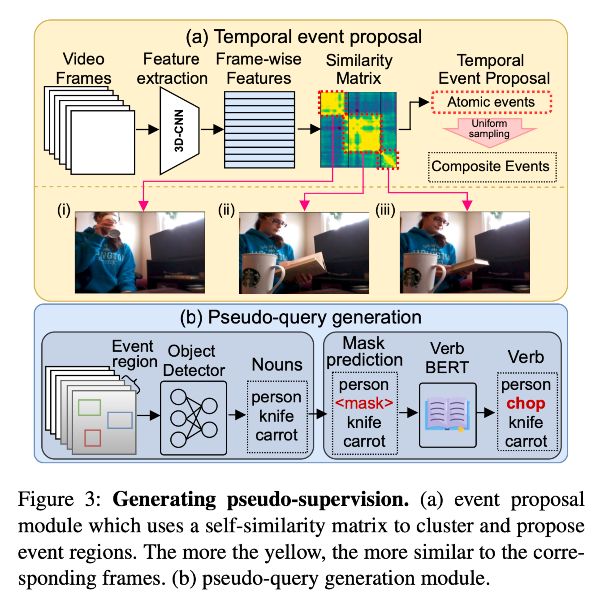 (a) Temporal event proposal
Video
Frames
Feature
extraction
Frame-wise
Features
Similarity
Matrix
Temporal
Event Proposal
3D-CNN
Atomic events
Uniform
sampling
Composite Events
(i)
(ii)
(iii)
(b) Pseudo-query generation
Event
region
Object
Detector
Nouns
person
knife
carrot
Mask
prediction
person
<mask>
knife
carrot
Verb
BERT
Verb
person
chop
knife
carrot
Figure 3: Generating pseudo-supervision. (a) event proposal
module which uses a self-similarity matrix to cluster and propose
event regions. The more the yellow, the more similar to the corre-
sponding frames. (b) pseudo-query generation module.